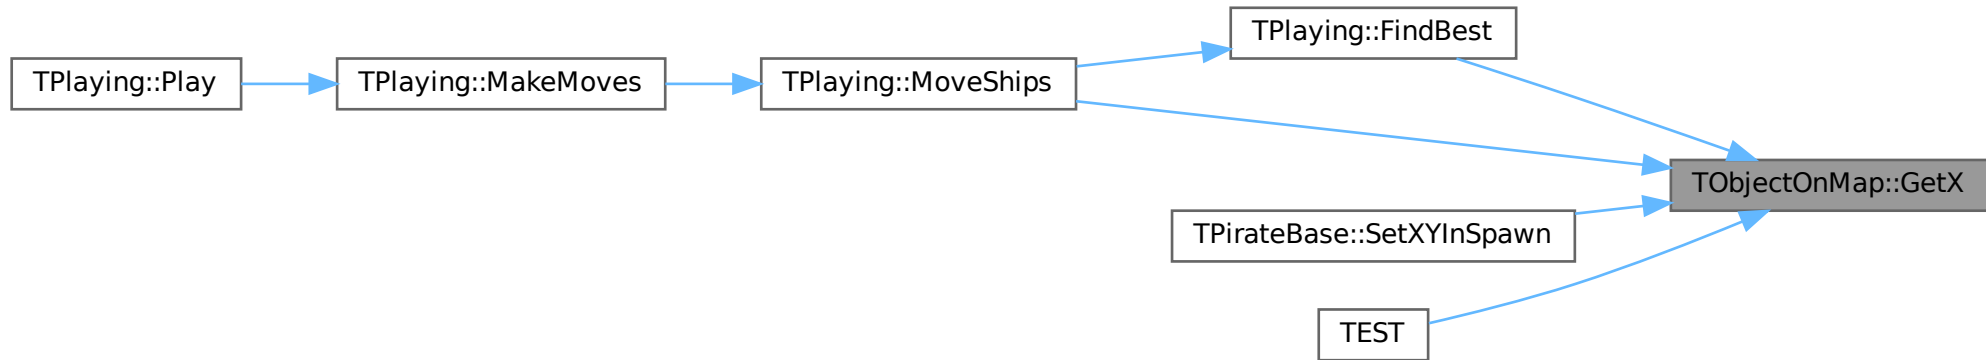 TPlaying::FindBest
TPlaying::Play
TPlaying::MakeMoves
TPlaying::MoveShips
TObjectOnMap::GetX
TPirateBase::SetXYInSpawn
TEST